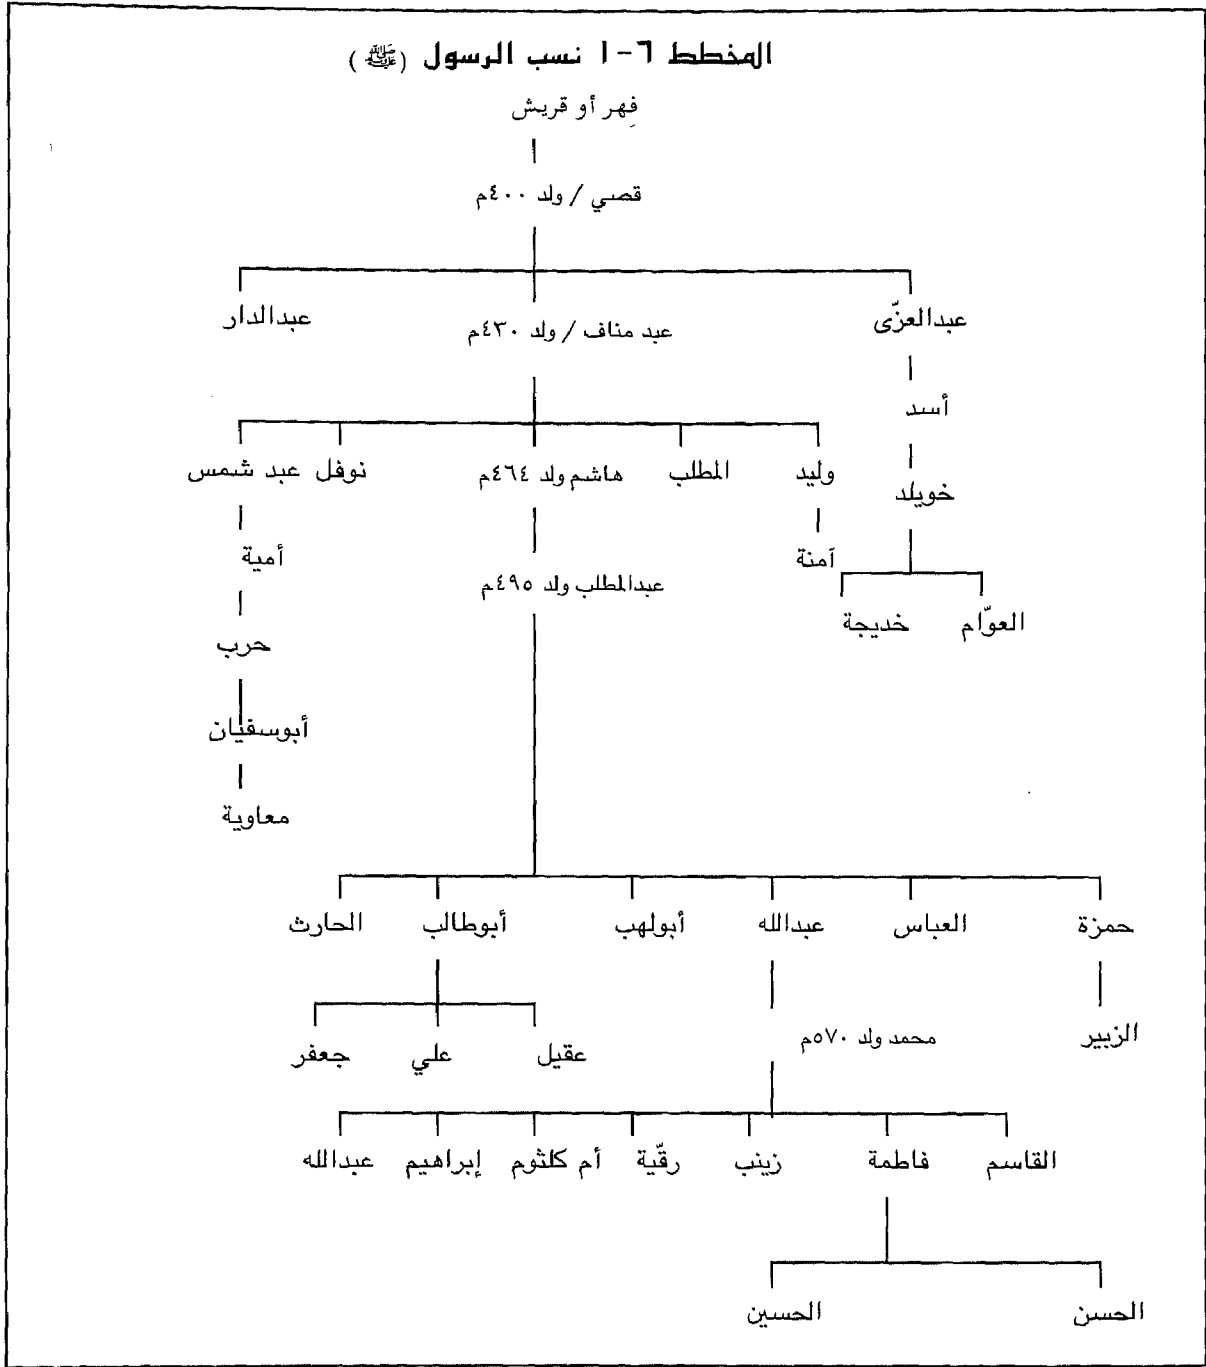 المخطط ٦-١ نسب الرسول (ﷺ)
فِهر أو قريش
قصي / ولد ٤٠٠م
عبدالعزّى عبد مناف / ولد ٤٣٠م عبدالدار
أسد
وليد المطلب هاشم ولد ٤٦٤م نوفل عبد شمس
خويلد
آمنة أمية
عبدالمطلب ولد ٤٩٥م
العوّام خديجة
حرب
أبوسفيان
معاوية
حمزة العباس عبدالله أبولهب أبوطالب الحارث
الزبير محمد ولد ٥٧٠م عقيل علي جعفر
القاسم فاطمة زينب رقّية أم كلثوم إبراهيم عبدالله
الحسن الحسين